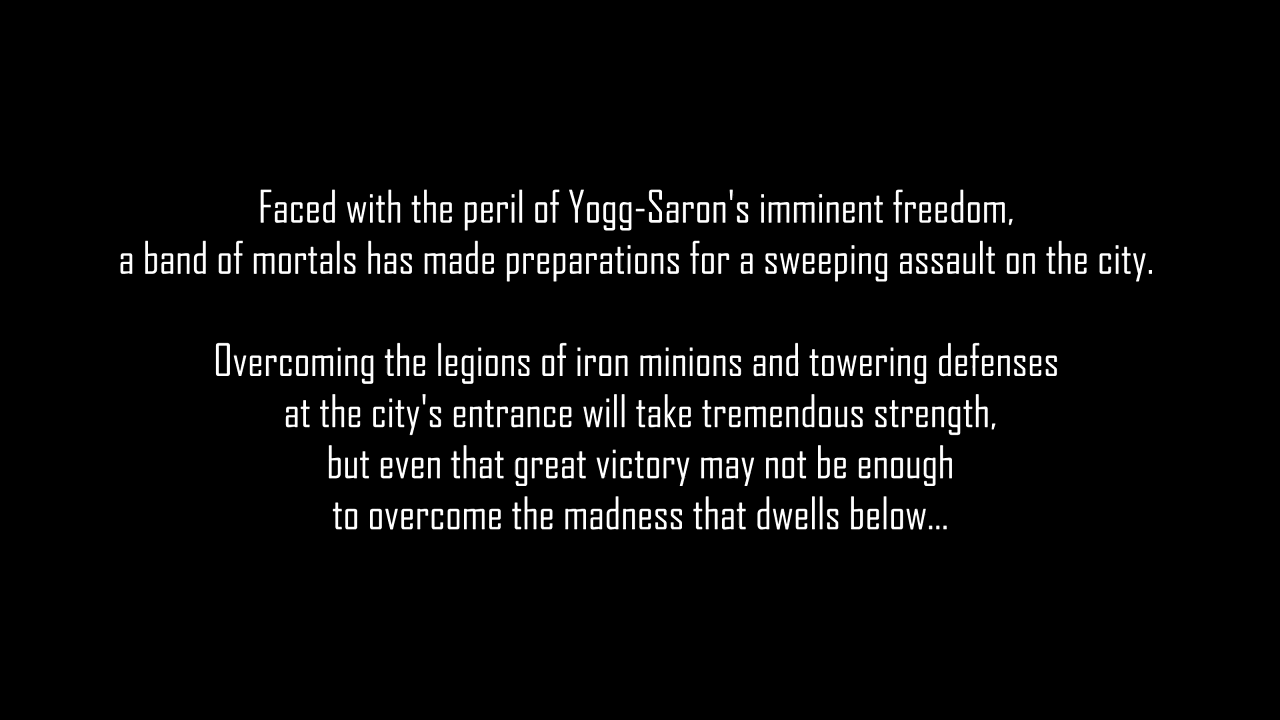 Faced with the peril of Yogg-Saron's imminent freedom,
a band of mortals has made preparations for a sweeping assault on the city.
Overcoming the legions of iron minions and towering defenses
at the city's entrance will take tremendous strength,
but even that great victory may not be enough
to overcome the madness that dwells below...